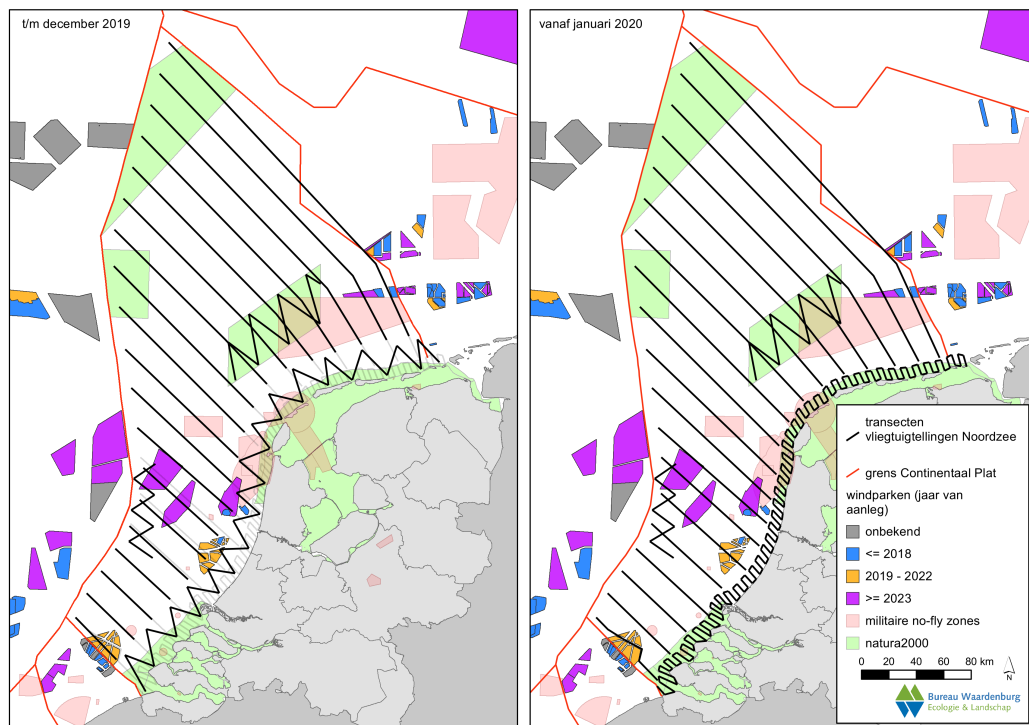 t/m december 2019
vanaf januari 2020
transecten
vliegtuigtellingen Noordzee
grens Continentaal Plat
windparken (jaar van
aanleg)
onbekend
<= 2018
2019 - 2022
>= 2023
militaire no-fly zones
natura2000
0 20 40 60 80 km
N
Bureau Waardenburg
Ecologie & Landschap